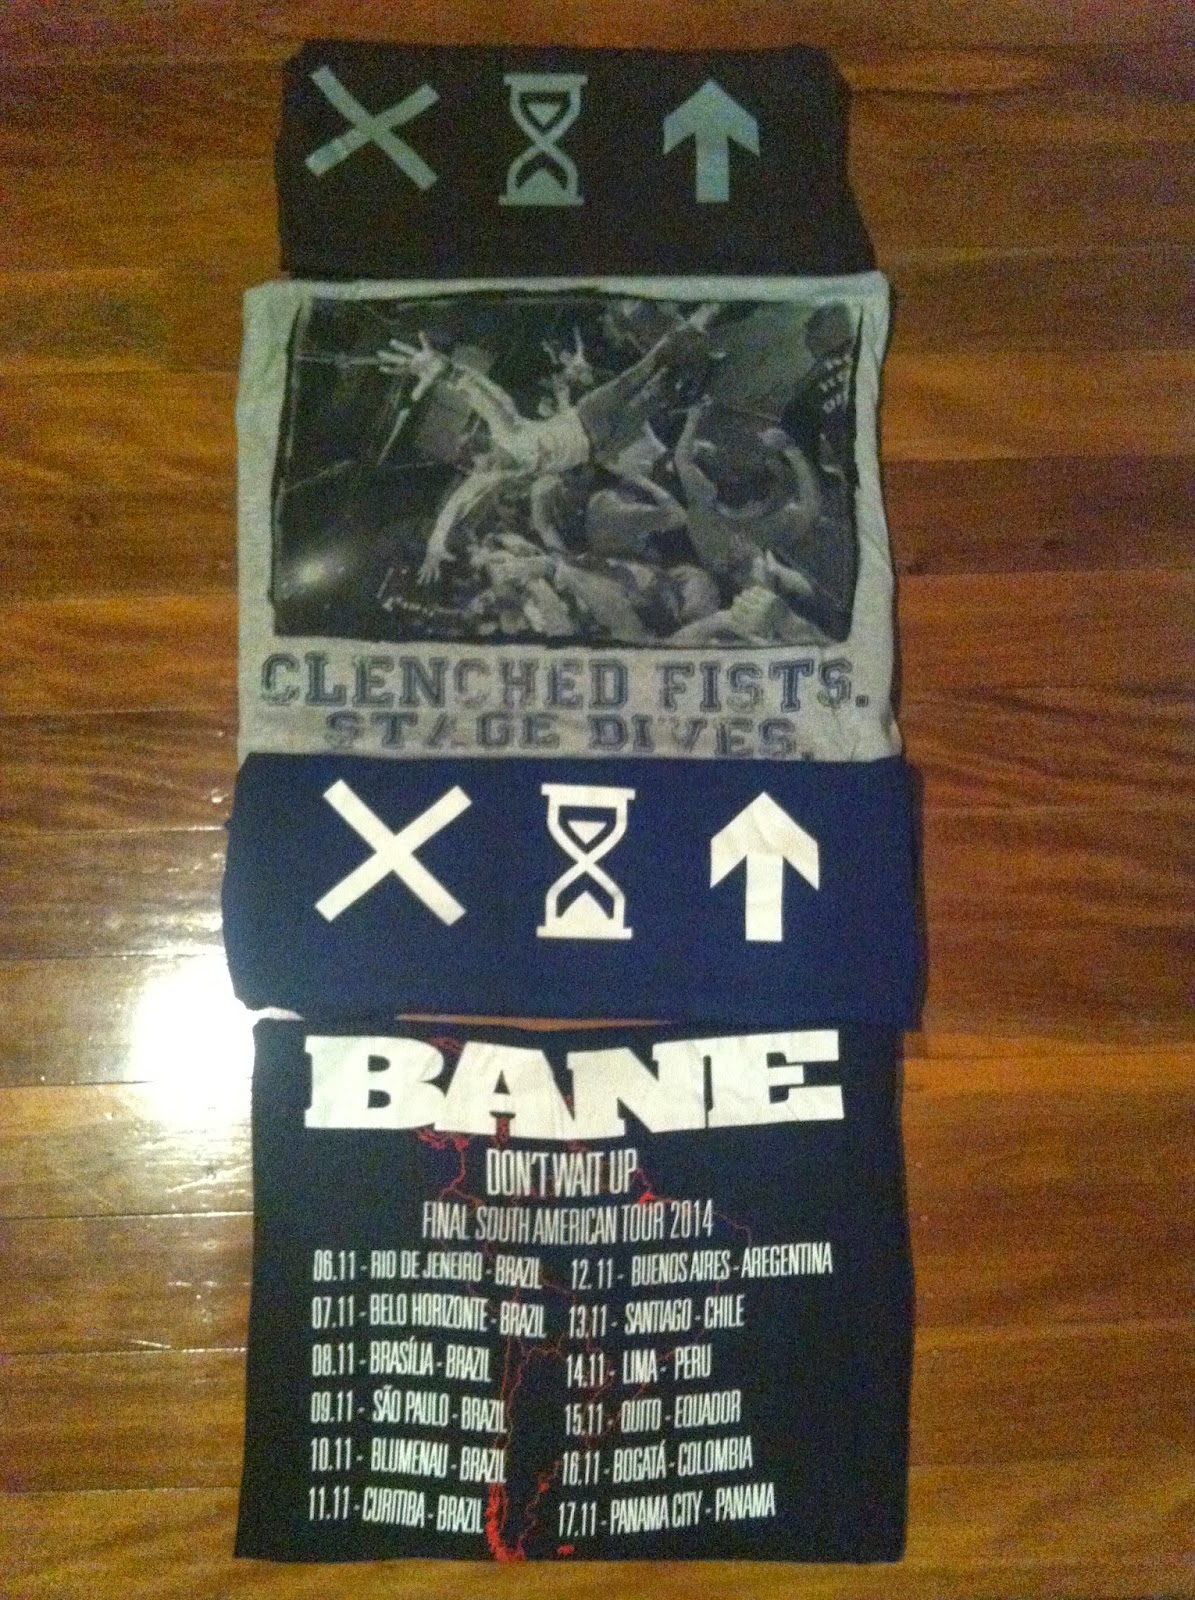 CLENCHED FISTS.
STAGE DIVES.
BANE
DON'T WAIT UP
FINAL SOUTH AMERICAN TOUR 2014
06.11 - RIO DE JENEIRO - BRAZIL
07.11 - BELO HORIZONTE - BRAZIL
08.11 - BRASÍLIA - BRAZIL
09.11 - SÃO PAULO - BRAZIL
10.11 - BLUMENAU - BRAZIL
11.11 - CURITIBA - BRAZIL
12.11 - BUENOS AIRES - AREGENTINA
13.11 - SANTIAGO - CHILE
14.11 - LIMA - PERU
15.11 - QUITO - EQUADOR
16.11 - BOGATÁ - COLOMBIA
17.11 - PANAMA CITY - PANAMA